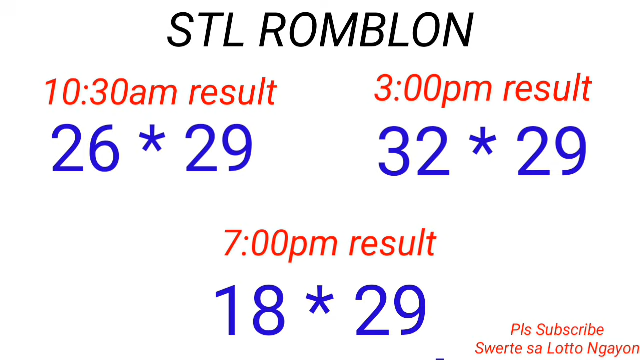 STL ROMBLON
10:30am result
26 * 29
3:00pm result
32 * 29
7:00pm result
18 * 29
Pls Subscribe
Swerte sa Lotto Ngayon